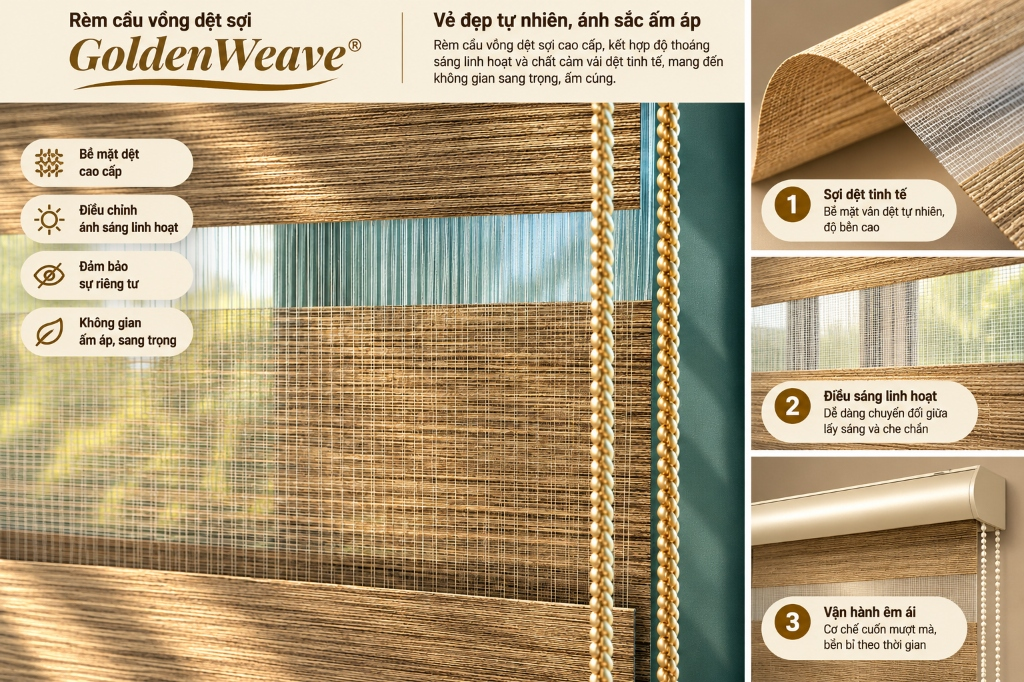 Rèm cầu vồng dệt sợi
GoldenWeave®
Vẻ đẹp tự nhiên, ánh sắc ấm áp
Rèm cầu vồng dệt sợi cao cấp, kết hợp độ thoáng
sáng linh hoạt và chất cảm vải dệt tinh tế, mang đến
không gian sang trọng, ấm cúng.
Bề mặt dệt
cao cấp
Điều chỉnh
ánh sáng linh hoạt
Đảm bảo
sự riêng tư
Không gian
ấm áp, sang trọng
1
Sợi dệt tinh tế
Bề mặt vân dệt tự nhiên,
độ bền cao
2
Điều sáng linh hoạt
Dễ dàng chuyển đổi giữa
lấy sáng và che chắn
3
Vận hành êm ái
Cơ chế cuốn mượt mà,
bền bỉ theo thời gian